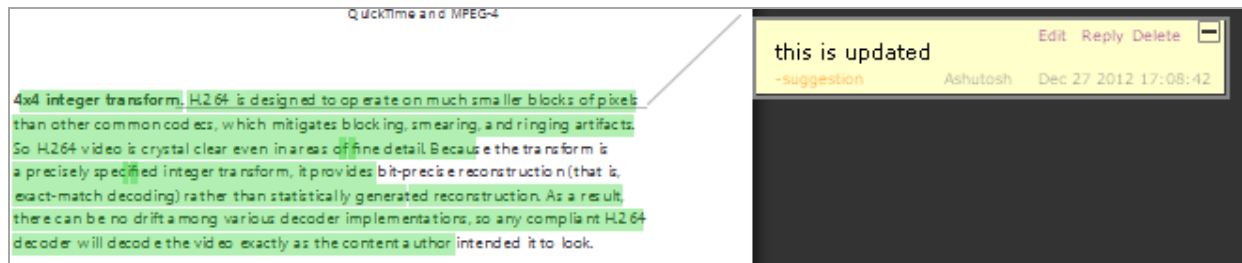 QuickTime and MPEG-4
4x4 integer transform. H.264 is designed to operate on much smaller blocks of pixels
than other common codecs, which mitigates blocking, smearing, and ringing artifacts.
So H.264 video is crystal clear even in areas of fine detail. Because the transform is
a precisely specified integer transform, it provides bit-precise reconstruction (that is,
exact-match decoding) rather than statistically generated reconstruction. As a result,
there can be no drift among various decoder implementations, so any compliant H.264
decoder will decode the video exactly as the content author intended it to look.
Edit Reply Delete
this is updated
-suggestion Ashutosh Dec 27 2012 17:08:42